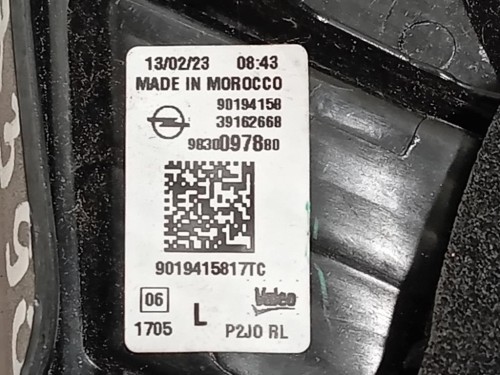 13/02/23 08:43
MADE IN MOROCCO
90194158
39162668
9830097880
9019415817TC
06 L Valeo
1705 P2JO RL